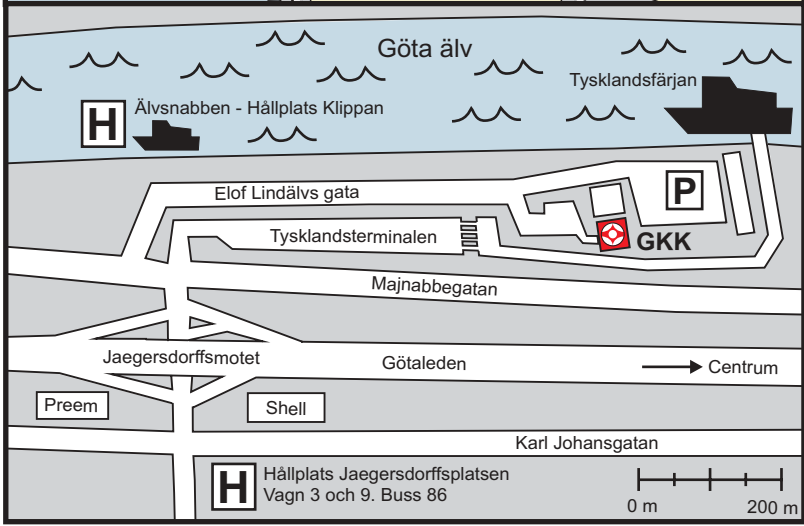 Göta älv
Tysklandsfärjan
H
Älvsnabben - Hållplats Klippan
Elof Lindälvs gata
P
Tysklandsterminalen
GKK
Majnabbegatan
Jaegersdorffsmotet
Götaleden
Centrum
Preem
Shell
Karl Johansgatan
H
Hållplats Jaegersdorffsplatsen
Vagn 3 och 9. Buss 86
0 m
200 m